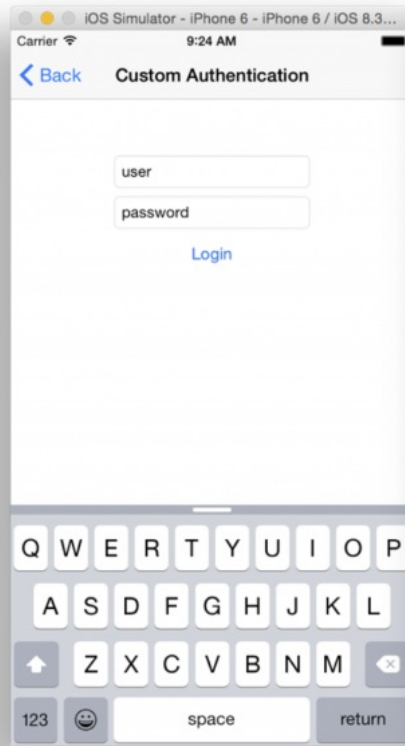 iOS Simulator - iPhone 6 - iPhone 6 / iOS 8.3...
Carrier 9:24 AM
Back Custom Authentication
user
password
Login
Q W E R T Y U I O P
A S D F G H J K L
Z X C V B N M
123 space return